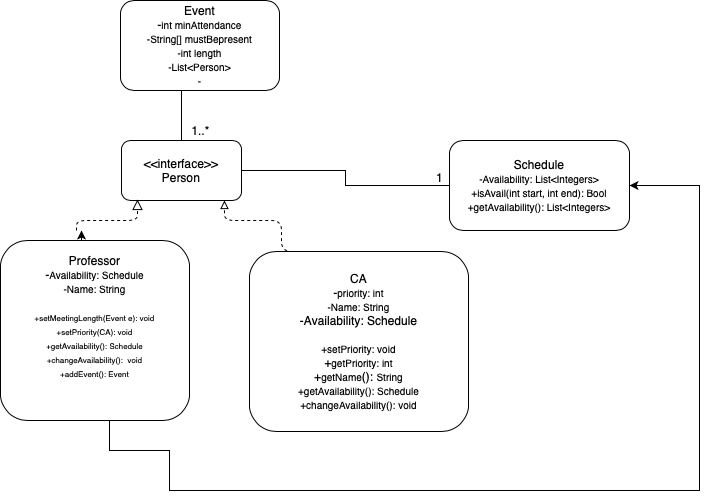 Event
-int minAttendance
-String[] mustBepresent
-int length
-List<Person>
-
1..*
<<interface>>
Person
1
Schedule
-Availability: List<Integers>
+isAvail(int start, int end): Bool
+getAvailability(): List<Integers>
Professor
-Availability: Schedule
-Name: String
+setMeetingLength(Event e): void
+setPriority(CA): void
+getAvailability(): Schedule
+changeAvailability(): void
+addEvent(): Event
CA
-priority: int
-Name: String
-Availability: Schedule
+setPriority: void
+getPriority: int
+getName(): String
+getAvailability(): Schedule
+changeAvailability(): void